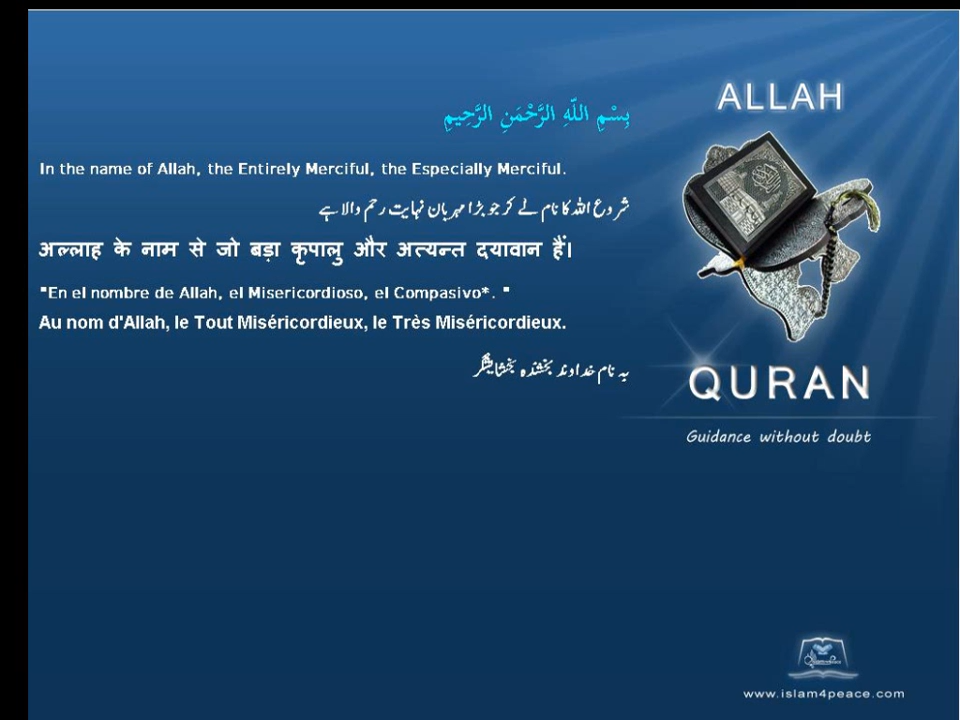 بِسْمِ اللّهِ الرَّحْمَنِ الرَّحِيمِ
In the name of Allah, the Entirely Merciful, the Especially Merciful.
شروع اللہ کا نام لے کر جو بڑا مہربان نہایت رحم والا ہے
अल्लाह के नाम से जो बड़ा कृपालु और अत्यन्त दयावान हैं।
"En el nombre de Allah, el Misericordioso, el Compasivo*. "
Au nom d'Allah, le Tout Miséricordieux, le Très Miséricordieux.
به نام خداوند بخشنده بخشایشگر
ALLAH
QURAN
Guidance without doubt
www.islam4peace.com